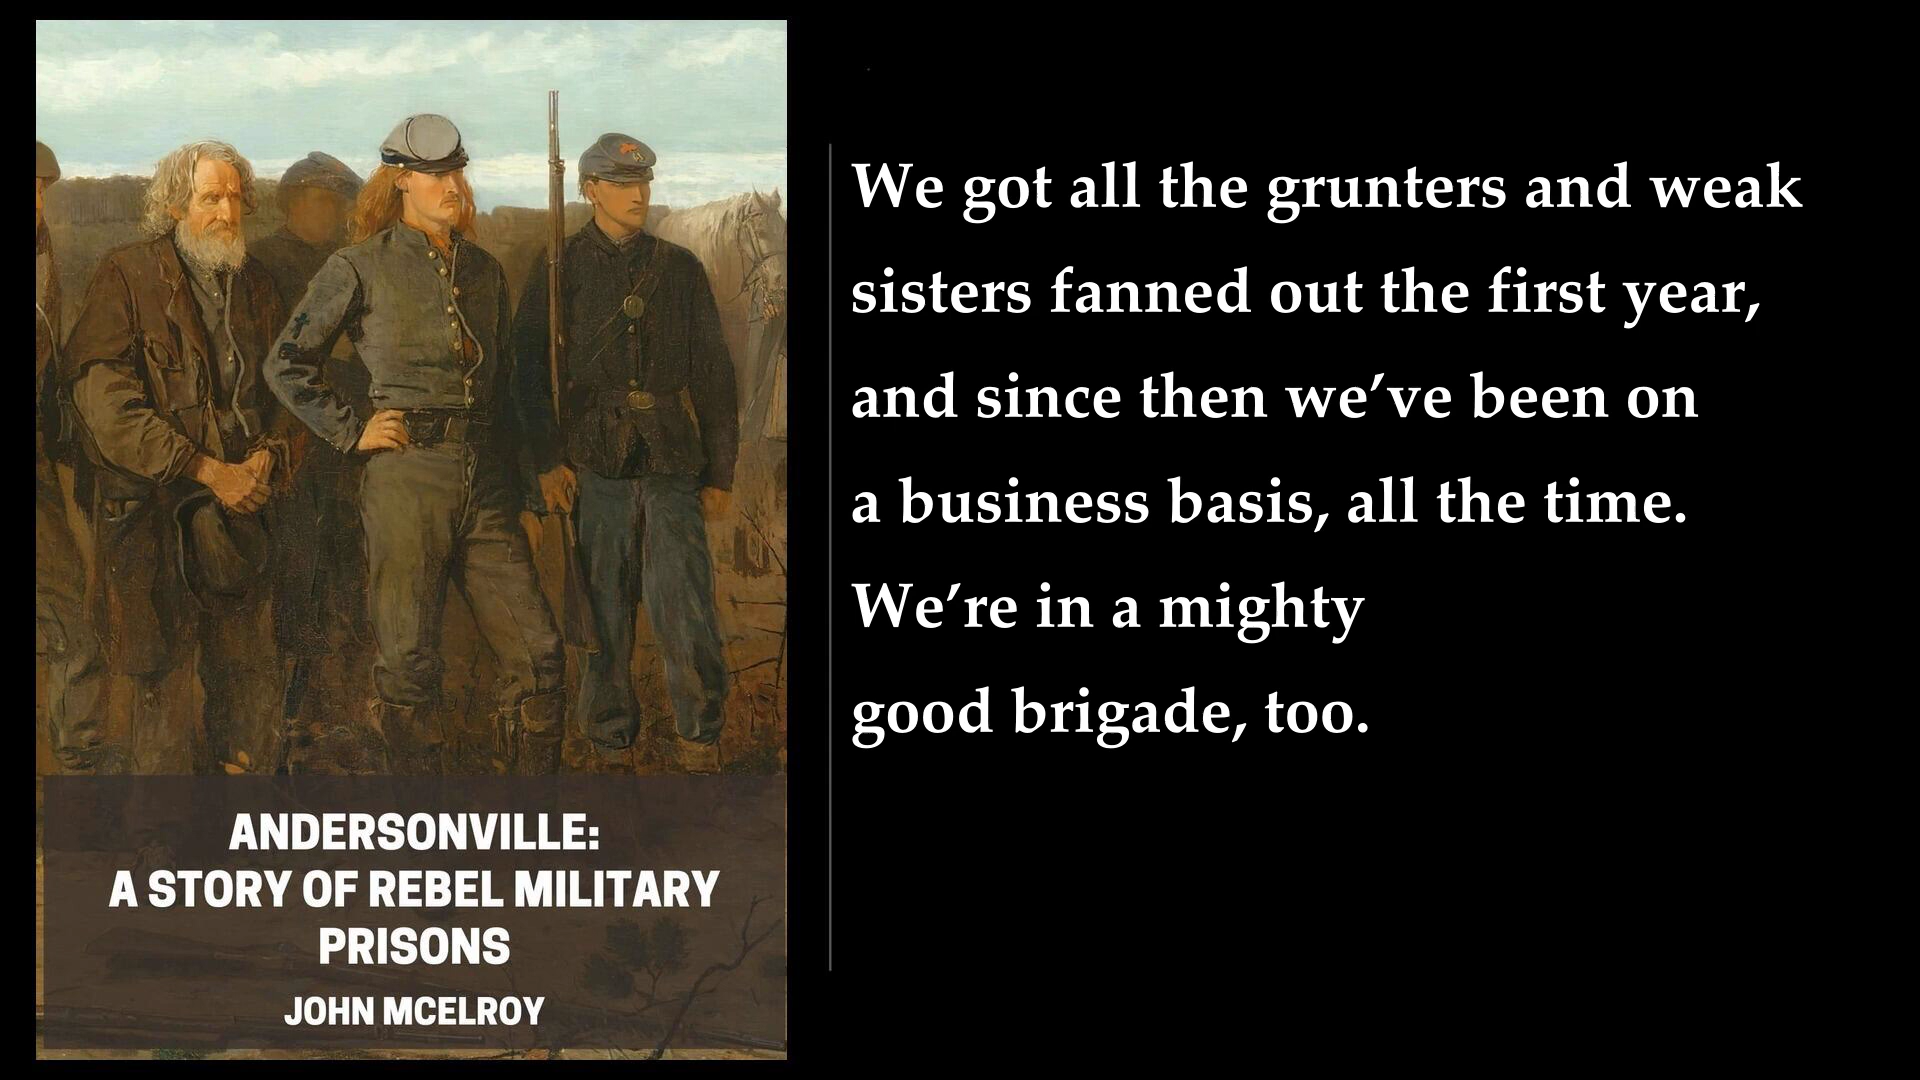 ANDERSONVILLE:
A STORY OF REBEL MILITARY
PRISONS
JOHN MCELROY
We got all the grunters and weak
sisters fanned out the first year,
and since then we’ve been on
a business basis, all the time.
We’re in a mighty
good brigade, too.